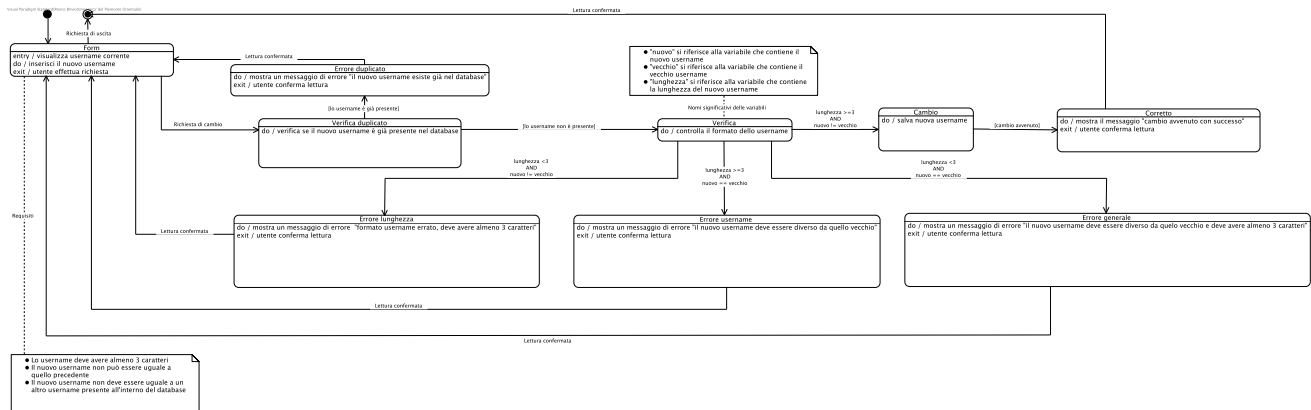 Lettura confermata
Richiesta di uscita
Form
entry / visualizza username corrente
do / inserisci il nuovo username
exit / utente effettua richiesta
Lettura confermata
Errore duplicato
do / mostra un messaggio di errore "il nuovo username esiste già nel database"
exit / utente conferma lettura
● "nuovo" si riferisce alla variabile che contiene il
nuovo username
● "vecchio" si riferisce alla variabile che contiene il
vecchio username
● "lunghezza" si riferisce alla variabile che contiene
la lunghezza del nuovo username
[lo username è già presente]
Nomi significativi delle variabili
Richiesta di cambio
Verifica duplicato
do / verifica se il nuovo username è già presente nel database
[lo username non è presente]
Verifica
do / controlla il formato dello username
lunghezza >=3
AND
nuovo != vecchio
Cambio
do / salva nuova username
[cambio avvenuto]
Corretto
do / mostra il messaggio "cambio avvenuto con successo"
exit / utente conferma lettura
lunghezza <3
AND
nuovo != vecchio
lunghezza >=3
AND
nuovo == vecchio
lunghezza <3
AND
nuovo == vecchio
Requisiti
Errore lunghezza
do / mostra un messaggio di errore "formato username errato, deve avere almeno 3 caratteri"
exit / utente conferma lettura
Lettura confermata
Errore username
do / mostra un messaggio di errore "il nuovo username deve essere diverso da quello vecchio"
exit / utente conferma lettura
Errore generale
do / mostra un messaggio di errore "il nuovo username deve essere diverso da quelo vecchio e deve avere almeno 3 caratteri"
exit / utente conferma lettura
Lettura confermata
Lettura confermata
● Lo username deve avere almeno 3 caratteri
● Il nuovo username non può essere uguale a
quello precedente
● Il nuovo username non deve essere uguale a un
altro username presente all'interno del database